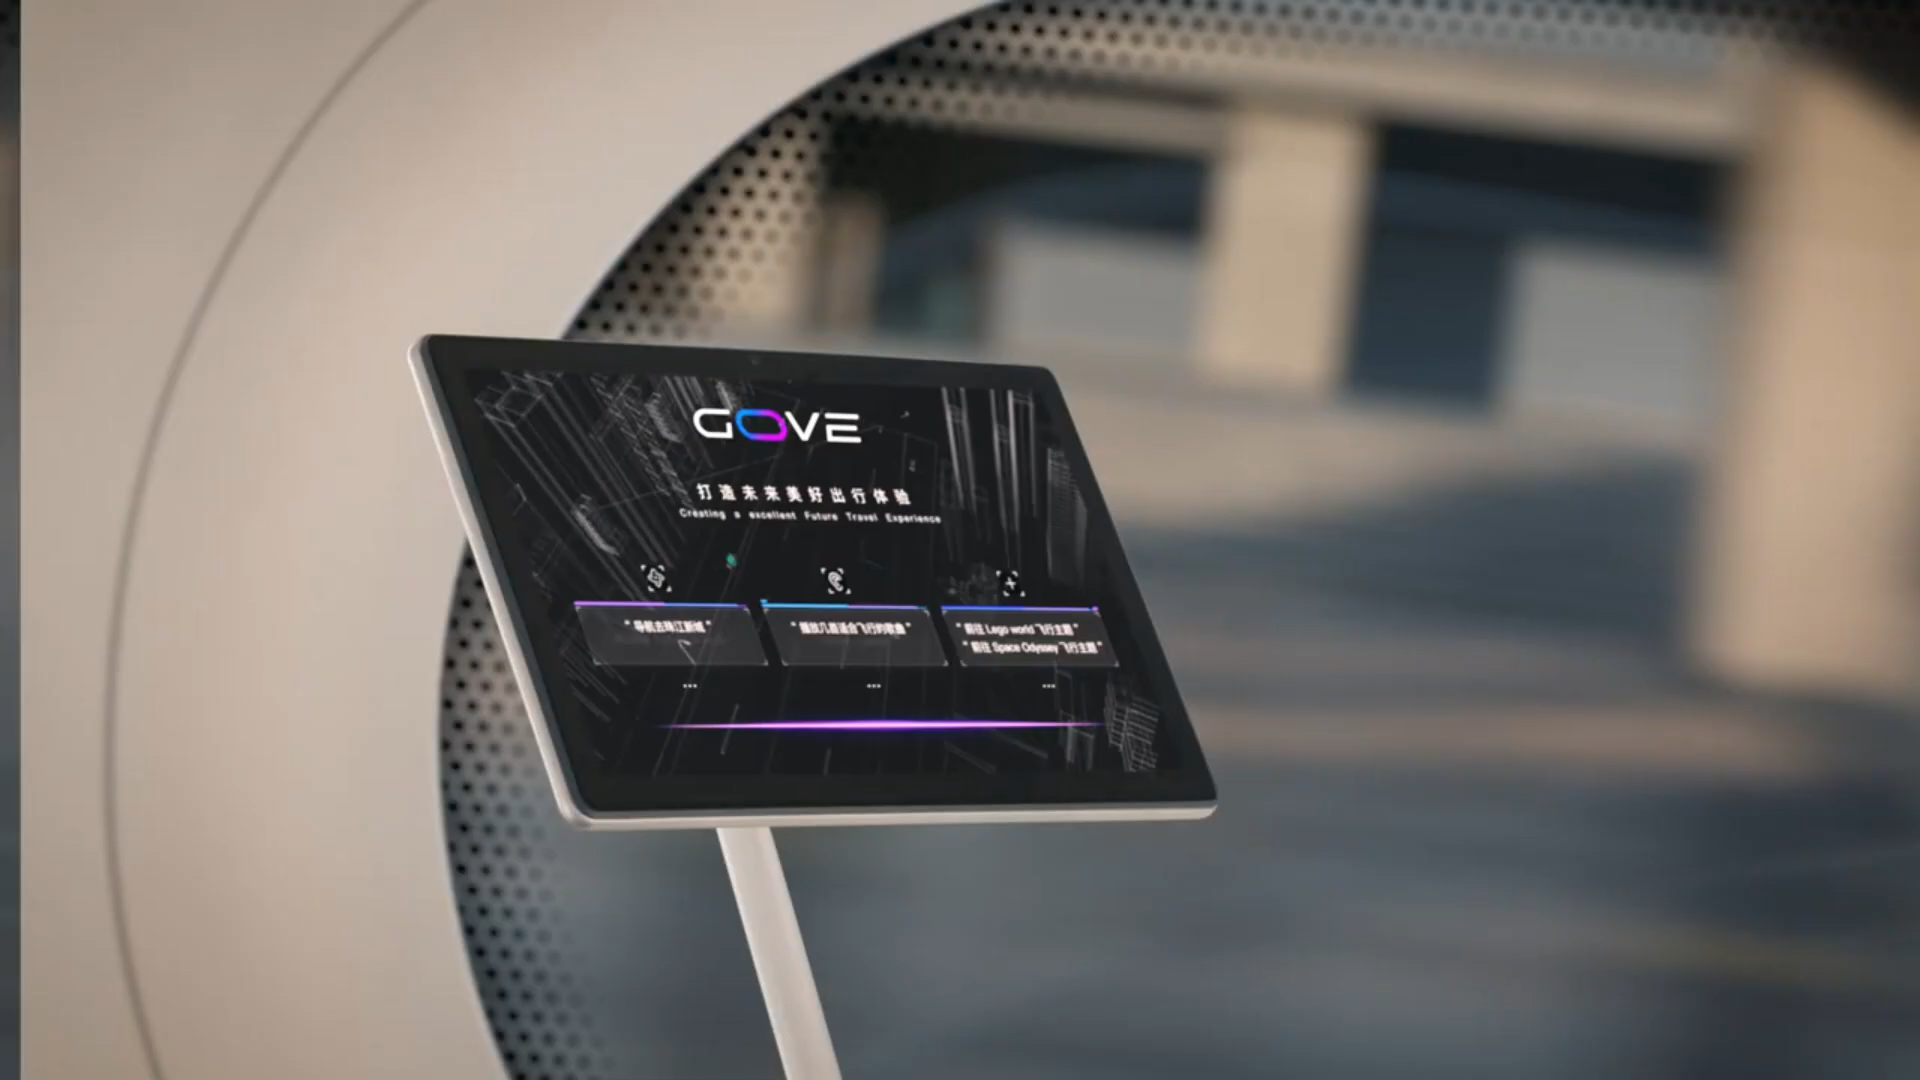 GOVE
打造未来美好出行体验
Creating a excellent Future Travel Experience
"导航去珠江新城"
"播放几首适合飞行的歌曲"
"前往 Lego world 飞行主题"
"前往 Space Odyssey 飞行主题"
...
...
...